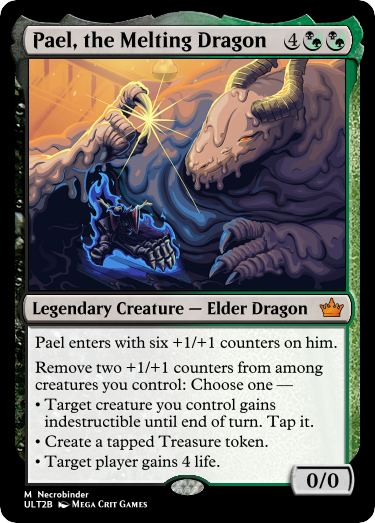 Pael, the Melting Dragon 4
Legendary Creature — Elder Dragon
Pael enters with six +1/+1 counters on him.
Remove two +1/+1 counters from among
creatures you control: Choose one —
• Target creature you control gains
indestructible until end of turn. Tap it.
• Create a tapped Treasure token.
• Target player gains 4 life.
0/0
M Necrobinder
ULT2B Mega Crit Games